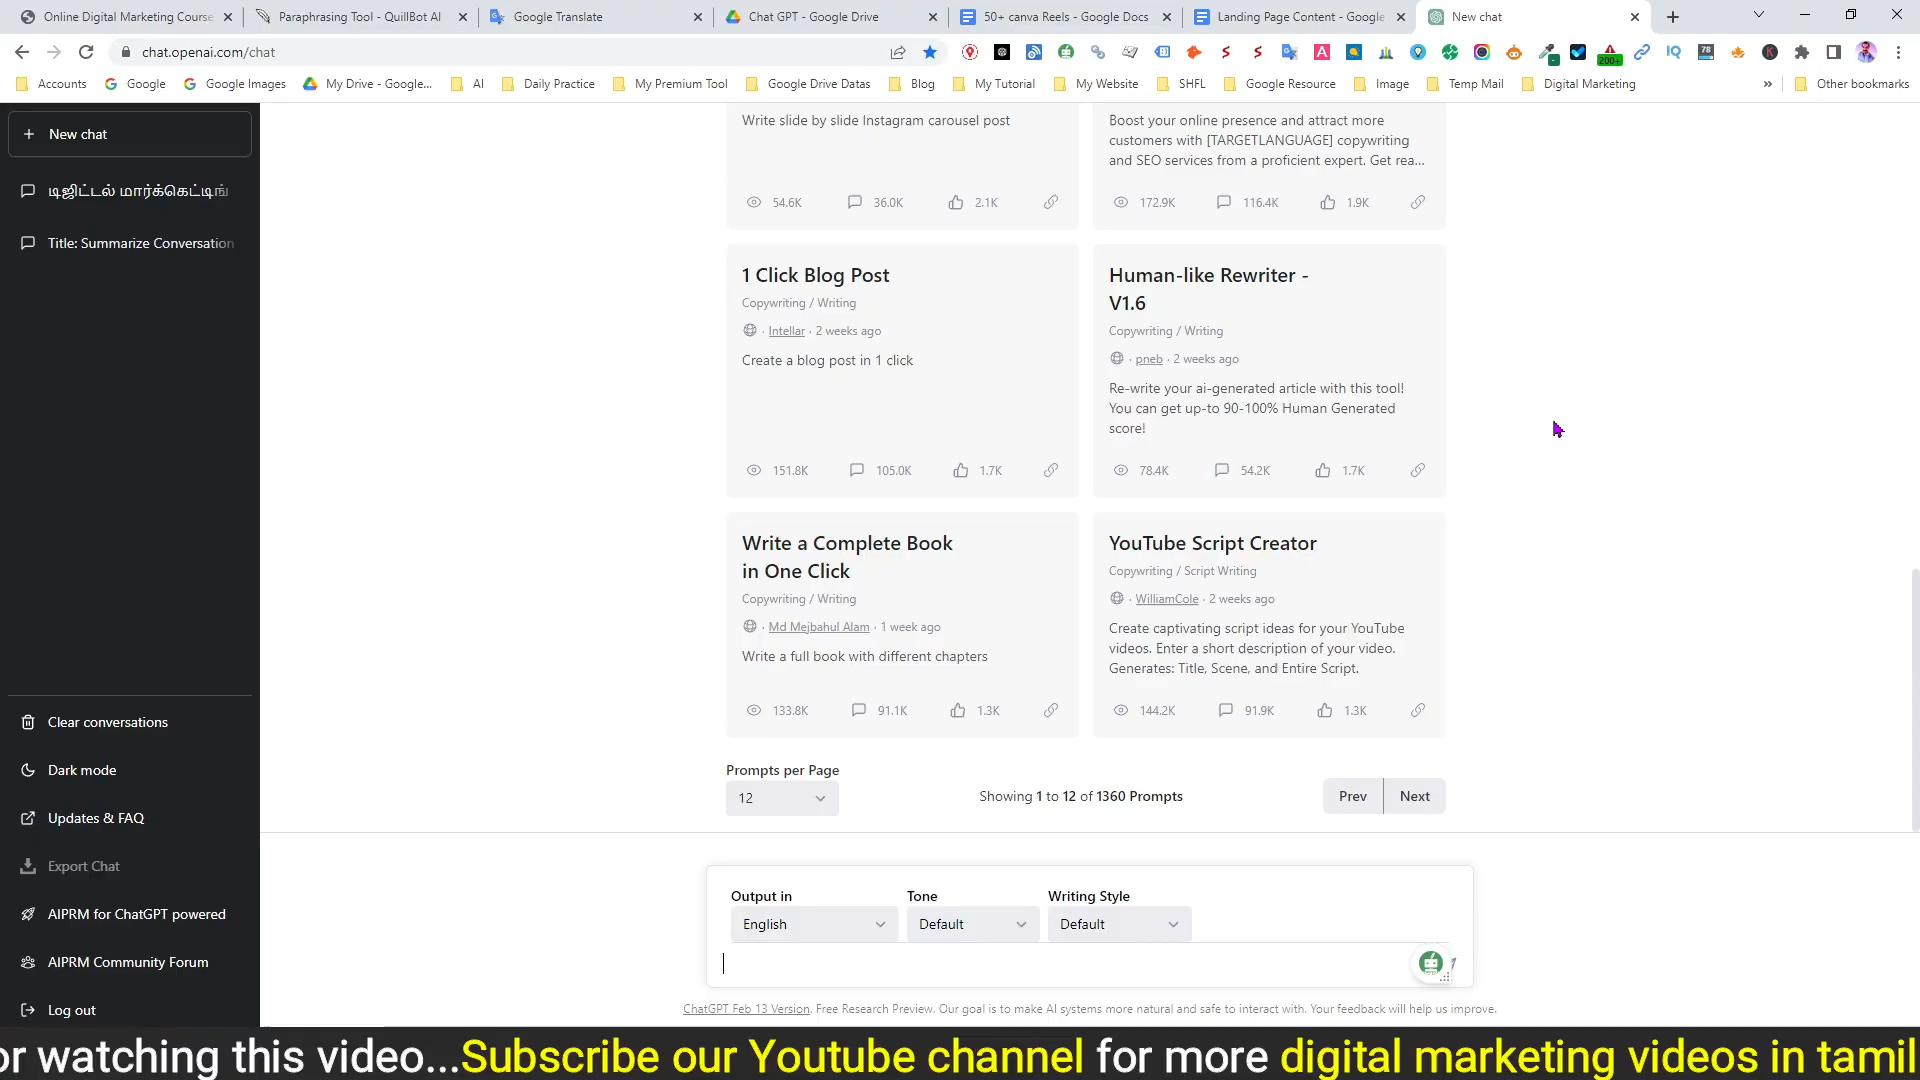 Online Digital Marketing Course
Paraphrasing Tool - QuillBot AI
Google Translate
Chat GPT - Google Drive
50+ canva Reels - Google Docs
Landing Page Content - Google
New chat
chat.openai.com/chat
Accounts
Google
Google Images
My Drive - Google...
AI
Daily Practice
My Premium Tool
Google Drive Datas
Blog
My Tutorial
My Website
SHFL
Google Resource
Image
Temp Mail
Digital Marketing
»
Other bookmarks
+ New chat
டிஜிட்டல் மார்க்கெட்டிங்
Title: Summarize Conversation
Clear conversations
Dark mode
Updates & FAQ
Export Chat
AIPRM for ChatGPT powered
AIPRM Community Forum
Log out
Write slide by slide Instagram carousel post
54.6K 36.0K 2.1K
Boost your online presence and attract more
customers with [TARGETLANGUAGE] copywriting
and SEO services from a proficient expert. Get rea...
172.9K 116.4K 1.9K
1 Click Blog Post
Copywriting / Writing
· Intellar · 2 weeks ago
Create a blog post in 1 click
151.8K 105.0K 1.7K
Human-like Rewriter -
V1.6
Copywriting / Writing
· pneb · 2 weeks ago
Re-write your ai-generated article with this tool!
You can get up-to 90-100% Human Generated
score!
78.4K 54.2K 1.7K
Write a Complete Book
in One Click
Copywriting / Writing
· Md Mejbahul Alam · 1 week ago
Write a full book with different chapters
133.8K 91.1K 1.3K
YouTube Script Creator
Copywriting / Script Writing
· WilliamCole · 2 weeks ago
Create captivating script ideas for your YouTube
videos. Enter a short description of your video.
Generates: Title, Scene, and Entire Script.
144.2K 91.9K 1.3K
Prompts per Page
12
Showing 1 to 12 of 1360 Prompts
Prev Next
Output in Tone Writing Style
English Default Default
ChatGPT Feb 13 Version. Free Research Preview. Our goal is to make AI systems more natural and safe to interact with. Your feedback will help us improve.
or watching this video...Subscribe our Youtube channel for more digital marketing videos in tamil